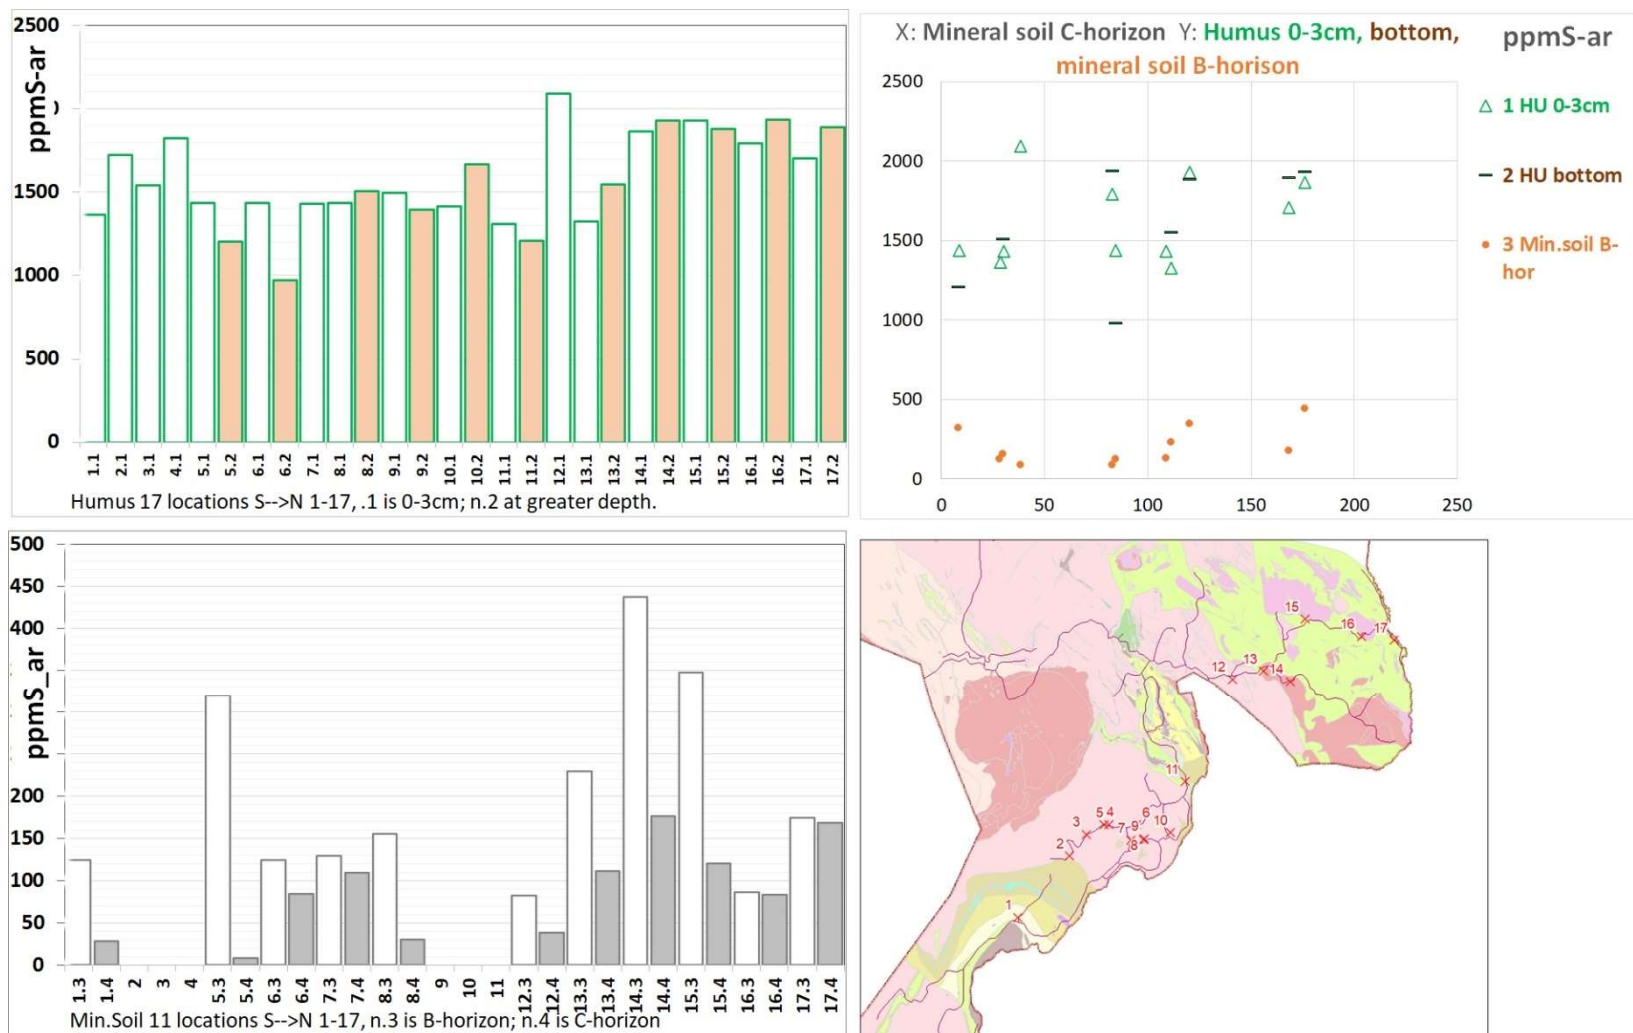 2500
2000
1500
1000
500
0
ppmS-ar
1.1 2.1 3.1 4.1 5.1 5.2 6.1 6.2 7.1 8.1 8.2 9.1 9.2 10.1 10.2 11.1 11.2 12.1 13.1 13.2 14.1 14.2 15.1 15.2 16.1 16.2 17.1 17.2
Humus 17 locations S-->N 1-17, .1 is 0-3cm; n.2 at greater depth.
X: Mineral soil C-horizon Y: Humus 0-3cm, bottom,
mineral soil B-horison
ppmS-ar
2500
2000
1500
1000
500
0
0 50 100 150 200 250
1 HU 0-3cm
2 HU bottom
3 Min.soil B-
hor
500
450
400
200
150
100
50
0
ppmS_ar
1.3 1.4 2 3 4 5.3 5.4 6.3 6.4 7.3 7.4 8.3 8.4 9 10 11 12.3 12.4 13.3 13.4 14.3 14.4 15.3 15.4 16.3 16.4 17.3 17.4
Min.Soil 11 locations S-->N 1-17, n.3 is B-horizon; n.4 is C-horizon
15
16 17
12 13 14
11
5 4 6
3 7 9 10
2 8
1